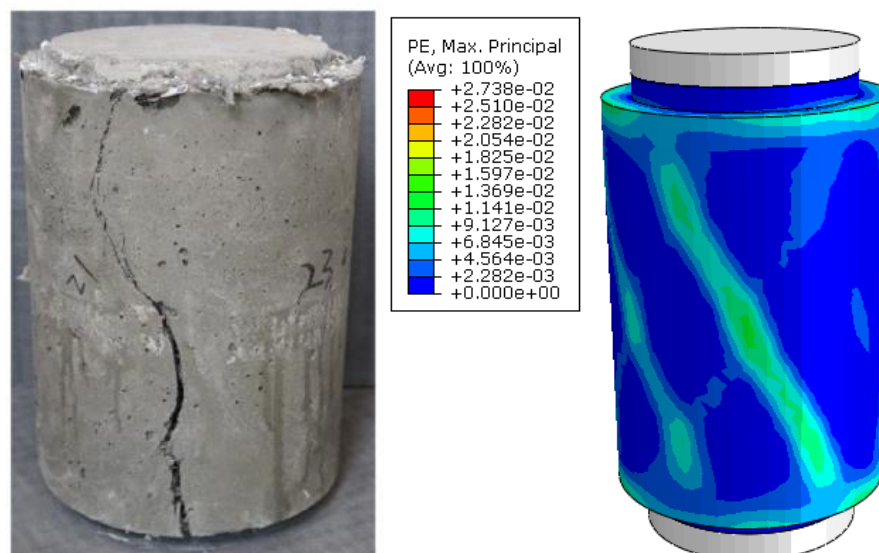 PE, Max. Principal
(Avg: 100%)
+2.738e-02
+2.510e-02
+2.282e-02
+2.054e-02
+1.825e-02
+1.597e-02
+1.369e-02
+1.141e-02
+9.127e-03
+6.845e-03
+4.564e-03
+2.282e-03
+0.000e+00
21
23